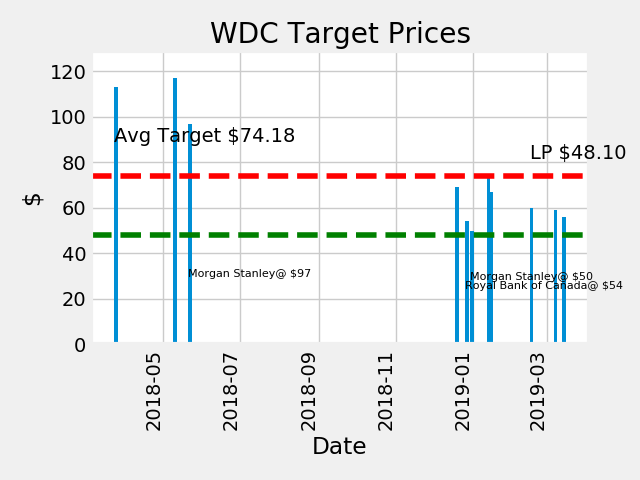 WDC Target Prices
120
100
80
60
40
20
0
$
Avg Target $74.18
LP $48.10
Morgan Stanley@ $97
Morgan Stanley@ $50
Royal Bank of Canada@ $54
2018-05
2018-07
2018-09
2018-11
2019-01
2019-03
Date